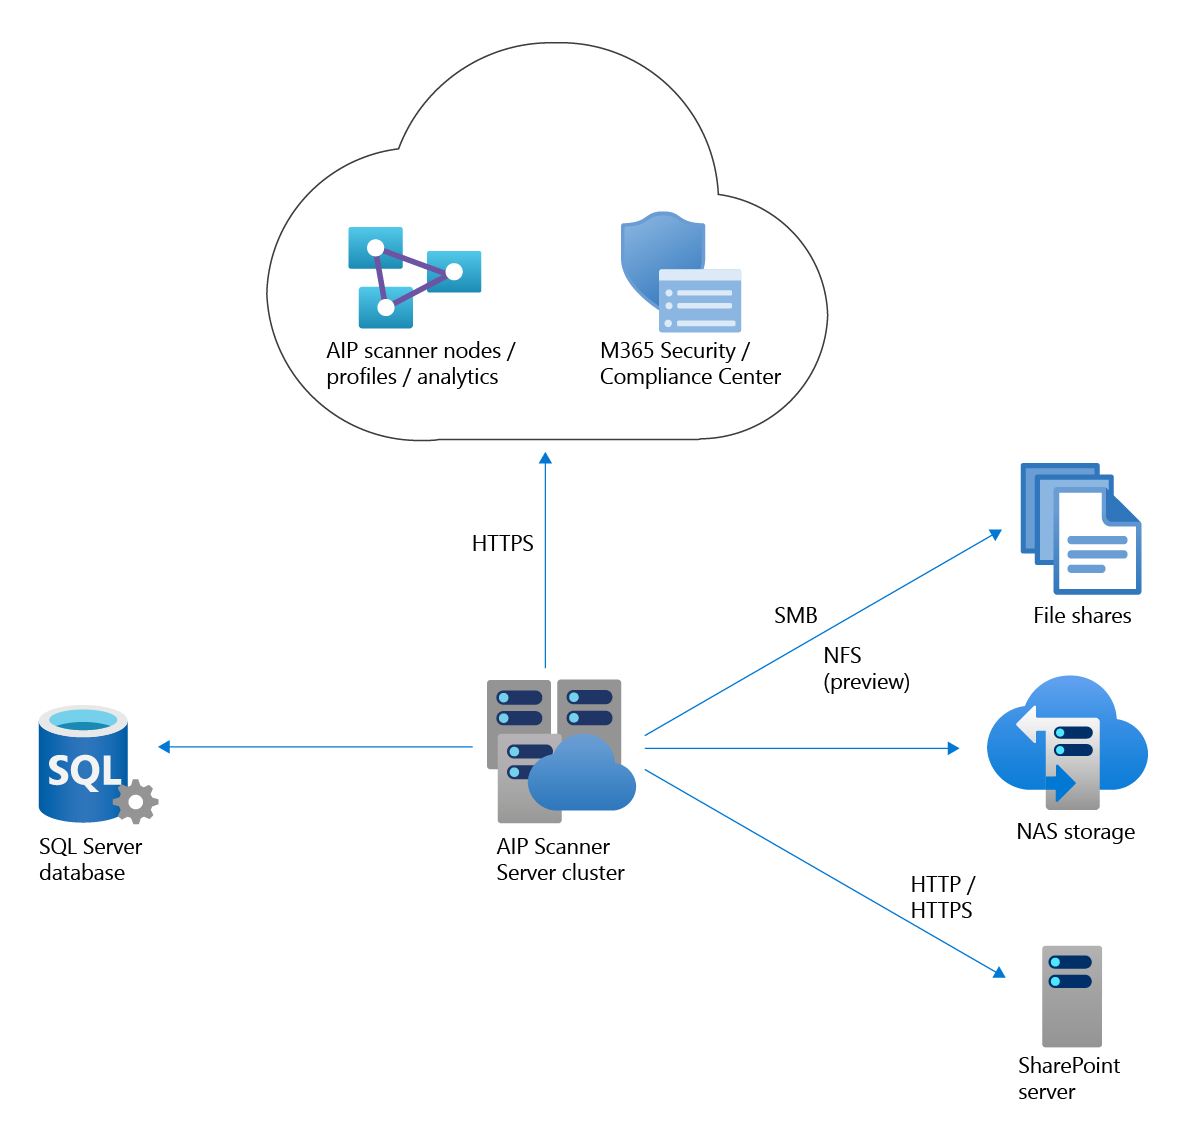 AIP scanner nodes /
profiles / analytics
M365 Security /
Compliance Center
HTTPS
SMB
NFS
(preview)
File shares
SQL
SQL Server
database
AIP Scanner
Server cluster
NAS storage
HTTP /
HTTPS
SharePoint
server